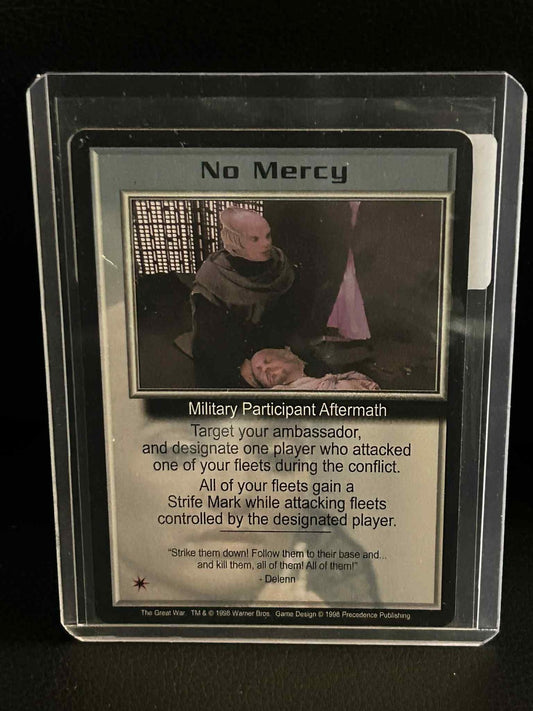 No Mercy
Military Participant Aftermath
Target your ambassador,
and designate one player who attacked
one of your fleets during the conflict.
All of your fleets gain a
Strife Mark while attacking fleets
controlled by the designated player.
"Strike them down! Follow them to their base and...
and kill them, all of them! All of them!"
- Delenn
The Great War. TM & © 1998 Warner Bros. Game Design © 1998 Precedence Publishing